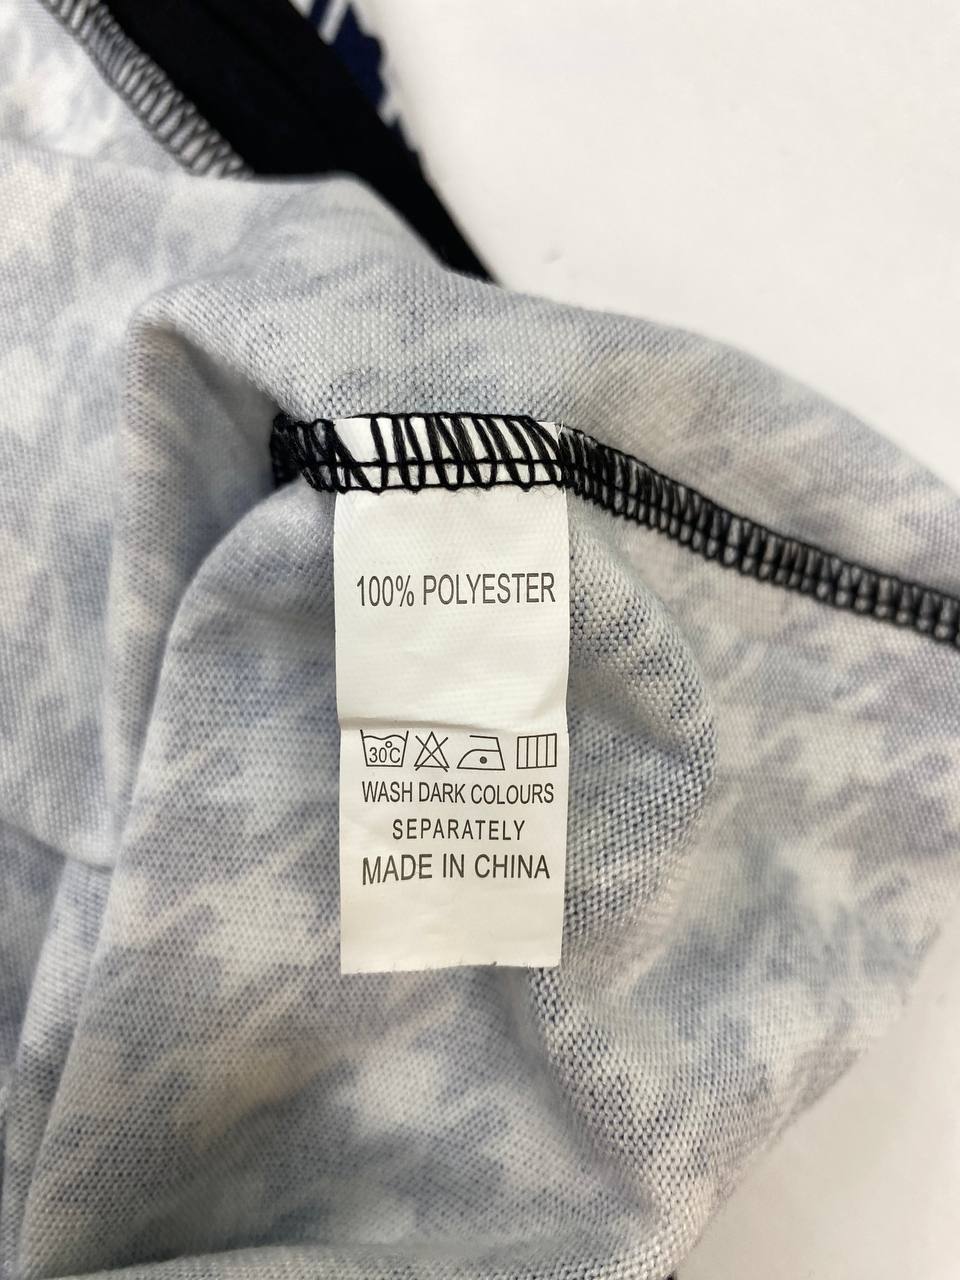 100% POLYESTER
30°C
WASH DARK COLOURS
SEPARATELY
MADE IN CHINA